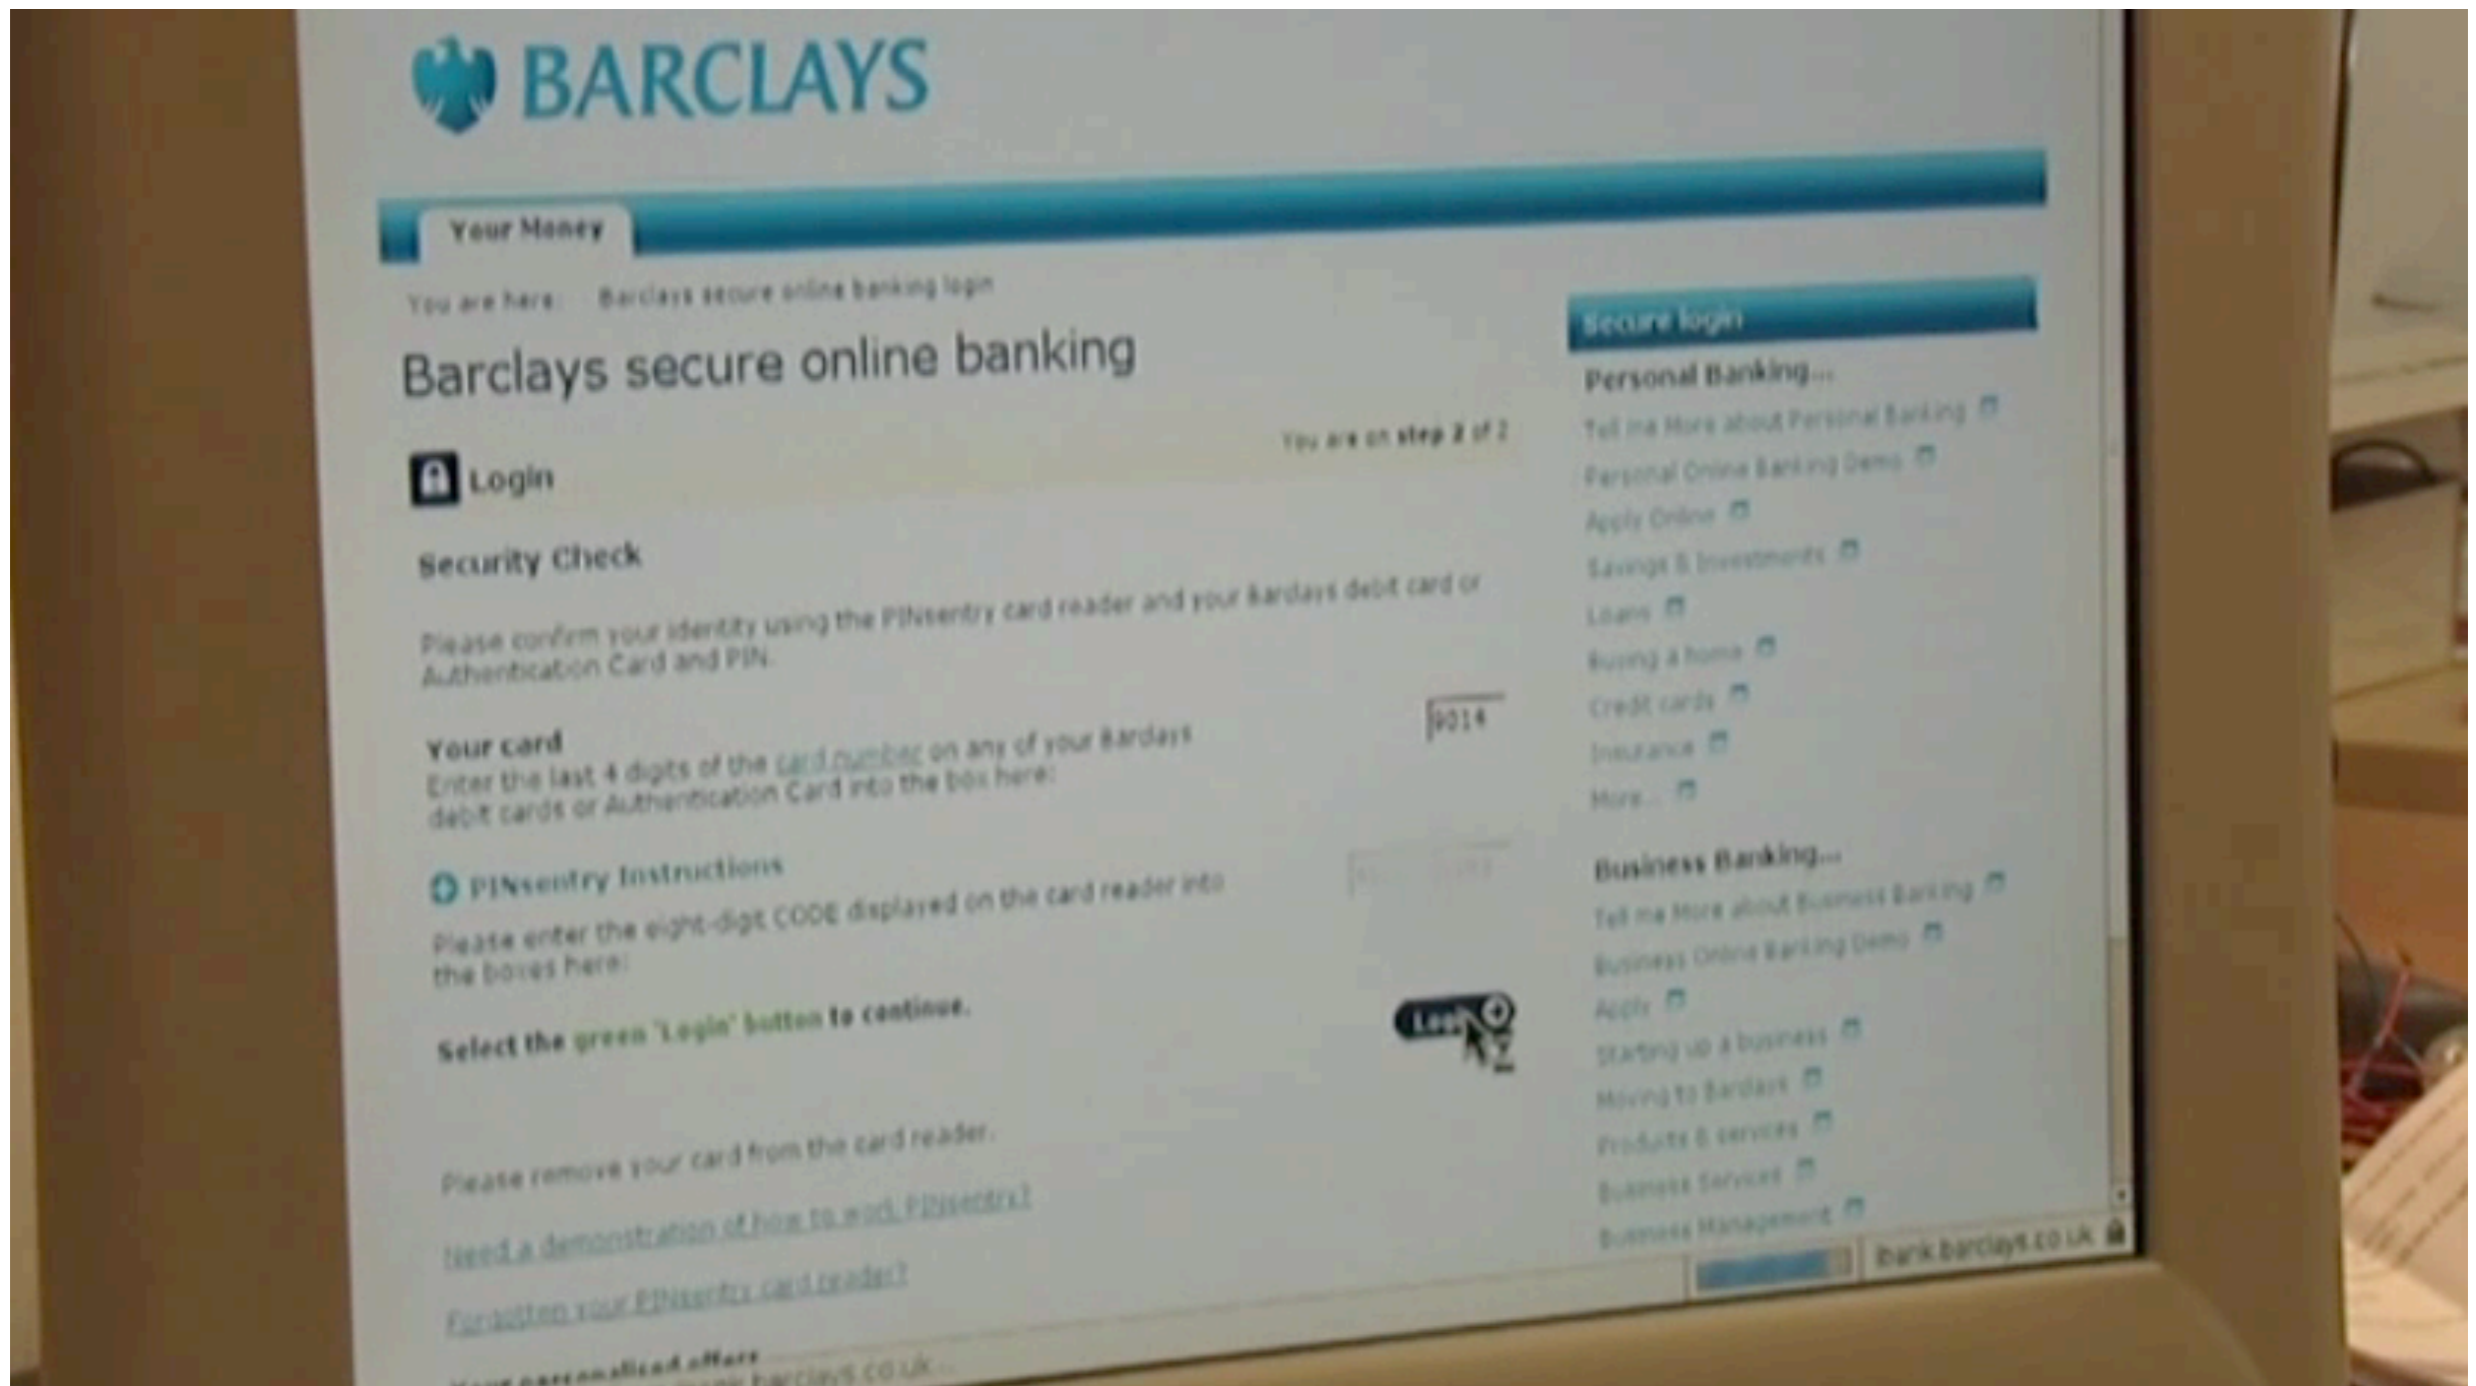 BARCLAYS
Your Money
You are here: Barclays secure online banking login
Barclays secure online banking
Login
You are on step 2 of 2
Security Check
Please confirm your identity using the PINsentry card reader and your Barclays debit card or
Authentication Card and PIN.
Your card
Enter the last 4 digits of the card number on any of your Barclays
debit cards or Authentication Card into the box here:
9014
PINsentry Instructions
Please enter the eight-digit CODE displayed on the card reader into
the boxes here:
Select the green 'Login' button to continue.
Please remove your card from the card reader.
Need a demonstration of how to work PINsentry?
Forgotten your PINsentry card reader?
Your personalised offers
barclays.co.uk...
Secure login
Personal Banking...
Tell me More about Personal Banking
Personal Online Banking Demo
Apply Online
Savings & Investments
Loans
Buying a home
Credit cards
Insurance
More...
Business Banking...
Tell me More about Business Banking
Business Online Banking Demo
Apply
Starting up a business
Moving to Barclays
Products & services
Business Services
Business Management
ibank.barclays.co.uk